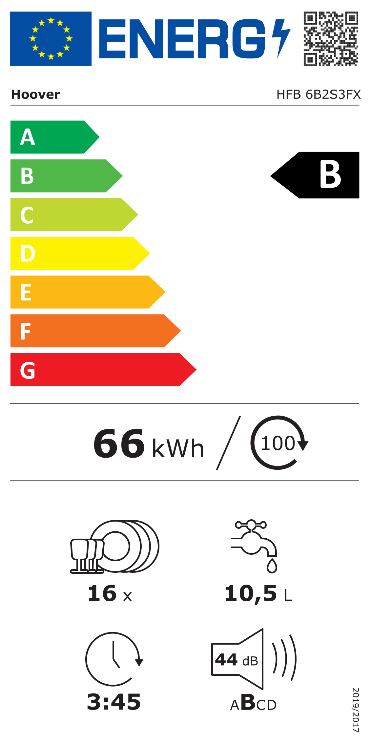 ENERG
Hoover HFB 6B2S3FX
A
B
B
C
D
E
F
G
66 kWh / 100
16 x
10,5 L
3:45
44 dB
ABCD
2019/2017